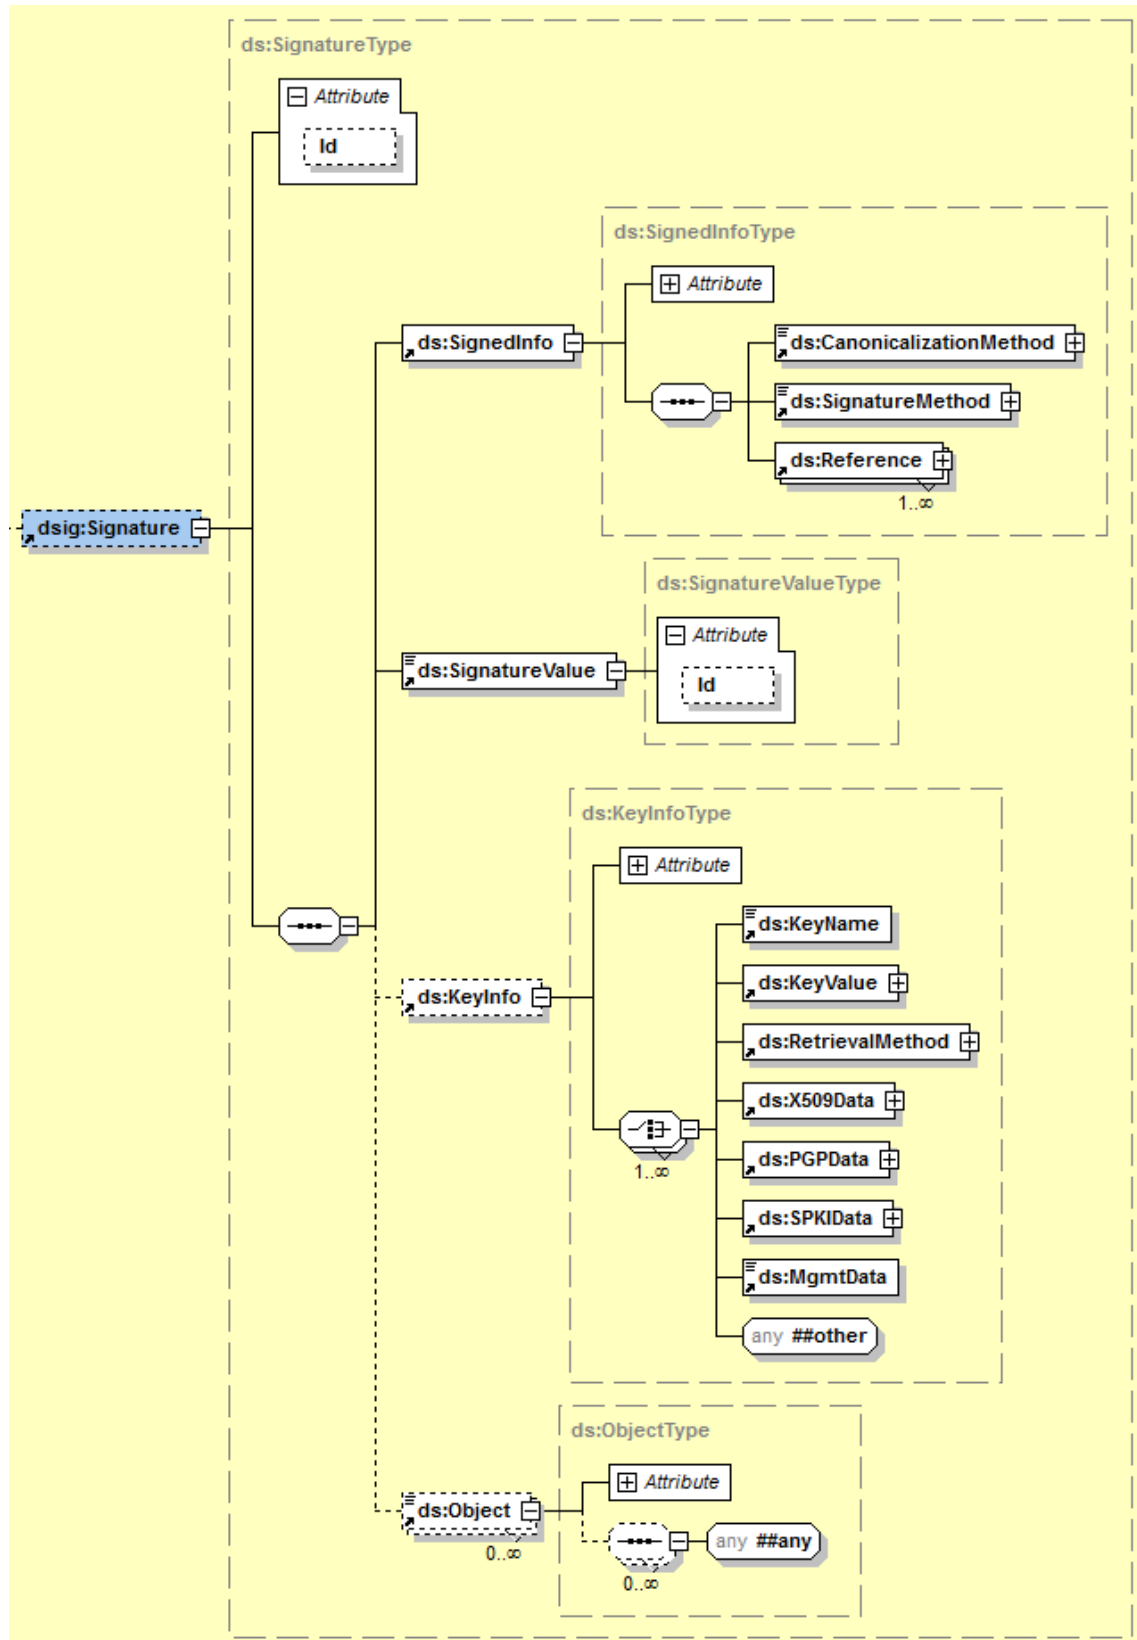 ds:SignatureType
Attribute
Id
ds:SignedInfoType
Attribute
ds:SignedInfo
ds:CanonicalizationMethod
ds:SignatureMethod
ds:Reference
1..∞
dsig:Signature
ds:SignatureValueType
Attribute
ds:SignatureValue
Id
ds:KeyInfoType
Attribute
ds:KeyName
ds:KeyValue
ds:KeyInfo
ds:RetrievalMethod
ds:X509Data
1..∞
ds:PGPData
ds:SPKIData
ds:MgmtData
any ##other
ds:ObjectType
Attribute
ds:Object
0..∞
any ##any
0..∞